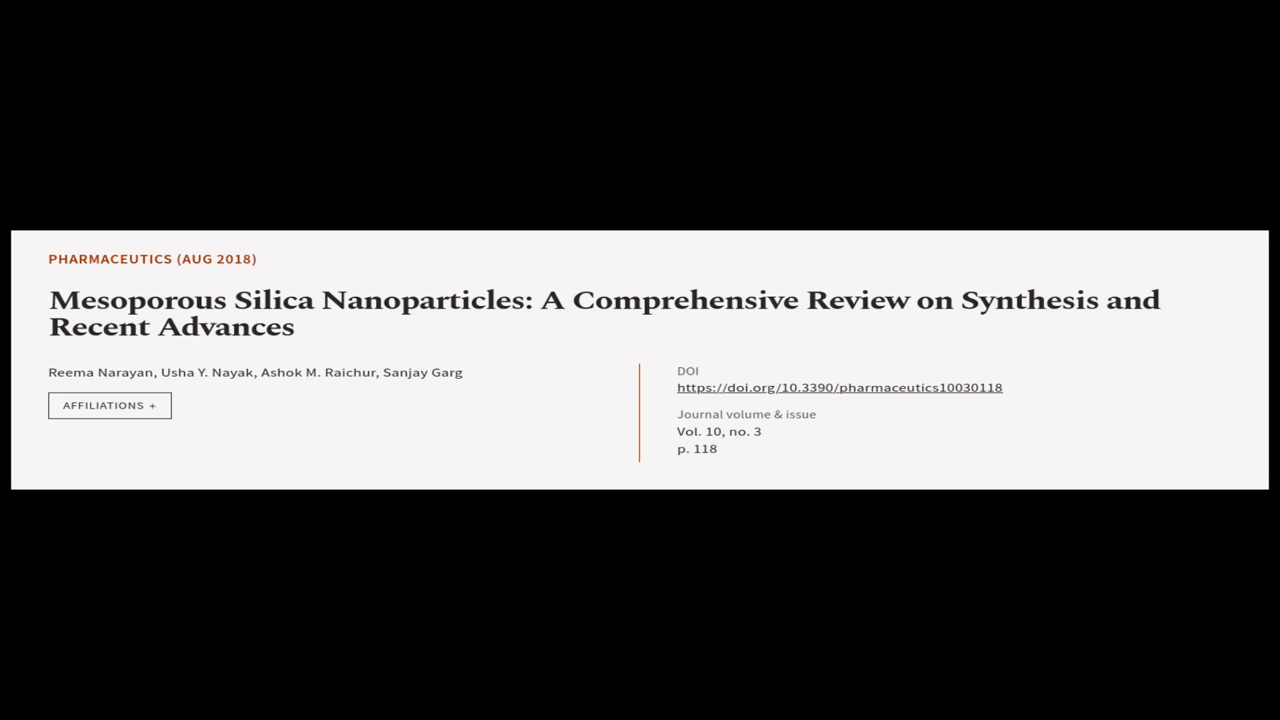 PHARMACEUTICS (AUG 2018)
Mesoporous Silica Nanoparticles: A Comprehensive Review on Synthesis and
Recent Advances
Reema Narayan, Usha Y. Nayak, Ashok M. Raichur, Sanjay Garg
AFFILIATIONS +
DOI
https://doi.org/10.3390/pharmaceutics10030118
Journal volume & issue
Vol. 10, no. 3
p. 118